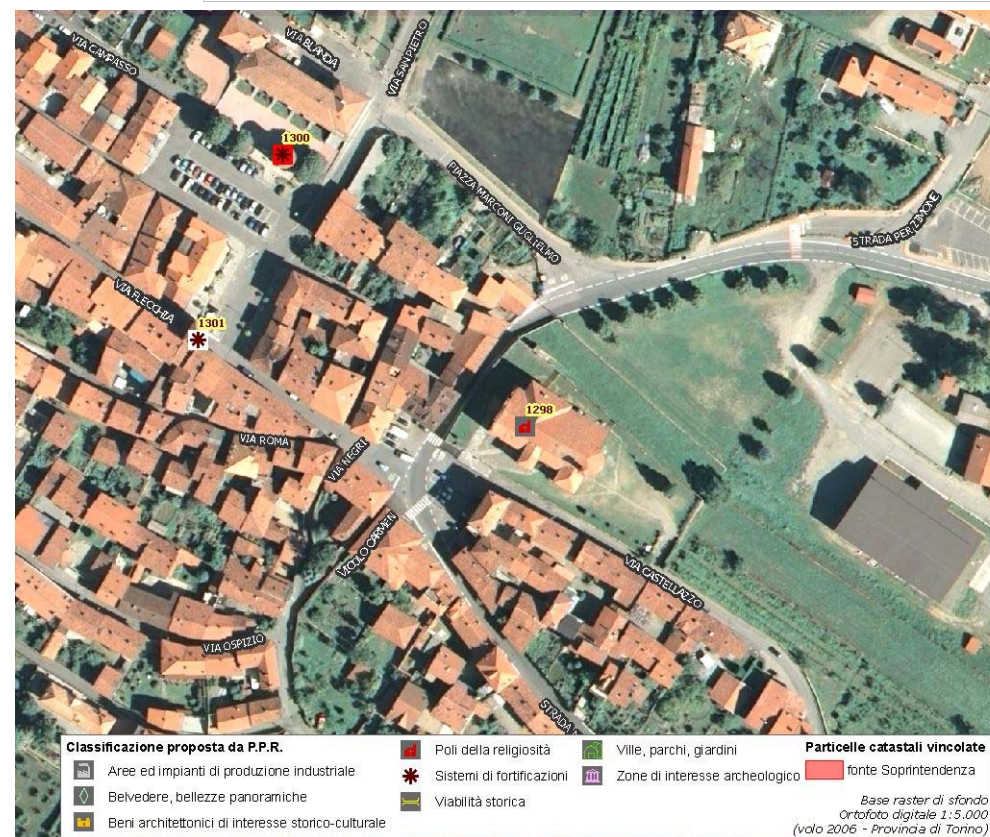 VIA CAMPASSO
VIA BLANDA
VIA SAN PIETRO
1300
PIAZZA MARCONI GUGLIELMO
STRADA PER ZIMONE
VIA FLECCHIA
1301
1298
VIA ROMA
VIA NEGRI
VICOLO CARMEN
VIA CASTELLAZZO
VIA OSPIZIO
STRADA
Classificazione proposta da P.P.R.
Aree ed impianti di produzione industriale
Belvedere, bellezze panoramiche
Beni architettonici di interesse storico-culturale
Poli della religiosità
Sistemi di fortificazioni
Viabilità storica
Ville, parchi, giardini
Zone di interesse archeologico
Particelle catastali vincolate
fonte Soprintendenza
Base raster di sfondo
Ortofoto digitale 1:5.000
(volo 2006 - Provincia di Torino)